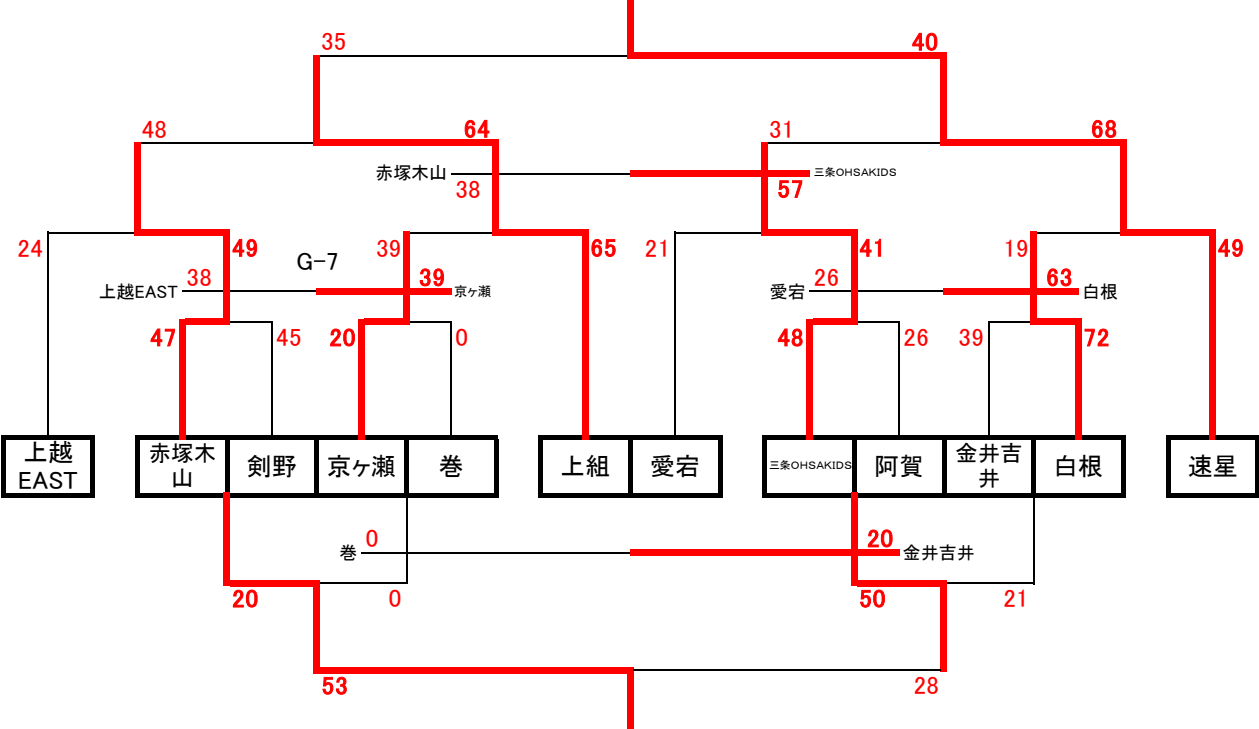 35
40
48
64
31
68
赤塚木山
38
57
三条OHSAKIDS
24
49
39
65
21
41
19
49
G-7
上越EAST
38
39
京ヶ瀬
愛宕
26
63
白根
47
45
20
0
48
26
39
72
上越
EAST
赤塚木
山
剣野
京ヶ瀬
巻
上組
愛宕
三条OHSAKIDS
阿賀
金井吉
井
白根
速星
巻
0
20
金井吉井
20
0
50
21
53
28